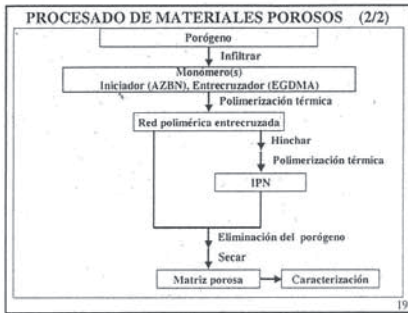 PROCESADO DE MATERIALES POROSOS (2/2)
Porógeno
Infiltrar
Monómero(s)
Iniciador (AZBN), Entrecruzador (EGDMA)
Polimerización térmica
Red polimérica entrecruzada
Hinchar
Polimerización térmica
IPN
Eliminación del porógeno
Secar
Matriz porosa
Caracterización
19